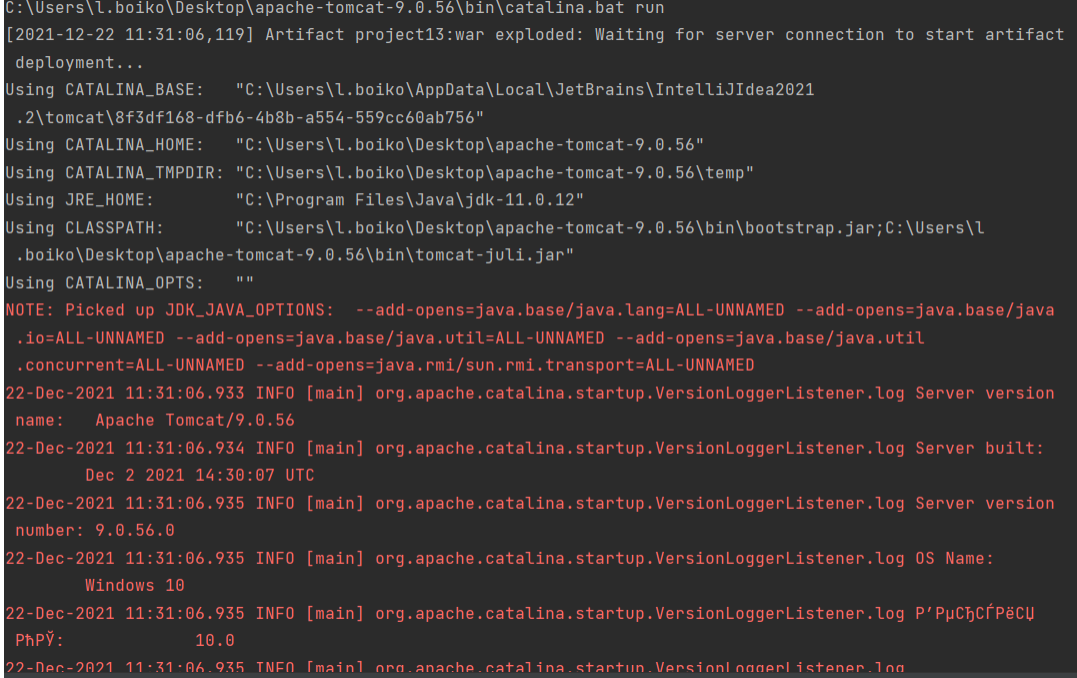 C:\Users\l.boiko\Desktop\apache-tomcat-9.0.56\bin\catalina.bat run
[2021-12-22 11:31:06,119] Artifact project13:war exploded: Waiting for server connection to start artifact
deployment...
Using CATALINA_BASE:   "C:\Users\l.boiko\AppData\Local\JetBrains\IntelliJIdea2021
.2\tomcat\8f3df168-dfb6-4b8b-a554-559cc60ab756"
Using CATALINA_HOME:   "C:\Users\l.boiko\Desktop\apache-tomcat-9.0.56"
Using CATALINA_TMPDIR: "C:\Users\l.boiko\Desktop\apache-tomcat-9.0.56\temp"
Using JRE_HOME:        "C:\Program Files\Java\jdk-11.0.12"
Using CLASSPATH:       "C:\Users\l.boiko\Desktop\apache-tomcat-9.0.56\bin\bootstrap.jar;C:\Users\l
.boiko\Desktop\apache-tomcat-9.0.56\bin\tomcat-juli.jar"
Using CATALINA_OPTS:   ""
NOTE: Picked up JDK_JAVA_OPTIONS:  --add-opens=java.base/java.lang=ALL-UNNAMED --add-opens=java.base/java
.io=ALL-UNNAMED --add-opens=java.base/java.util=ALL-UNNAMED --add-opens=java.base/java.util
.concurrent=ALL-UNNAMED --add-opens=java.rmi/sun.rmi.transport=ALL-UNNAMED
22-Dec-2021 11:31:06.933 INFO [main] org.apache.catalina.startup.VersionLoggerListener.log Server version
name:   Apache Tomcat/9.0.56
22-Dec-2021 11:31:06.934 INFO [main] org.apache.catalina.startup.VersionLoggerListener.log Server built:
Dec 2 2021 14:30:07 UTC
22-Dec-2021 11:31:06.935 INFO [main] org.apache.catalina.startup.VersionLoggerListener.log Server version
number: 9.0.56.0
22-Dec-2021 11:31:06.935 INFO [main] org.apache.catalina.startup.VersionLoggerListener.log OS Name:
Windows 10
22-Dec-2021 11:31:06.935 INFO [main] org.apache.catalina.startup.VersionLoggerListener.log Р’РµСЂСЃРёСЏ
РћРЎ:             10.0
22-Dec-2021 11:31:06.935 INFO [main] org.apache.catalina.startup.VersionLoggerListener.log